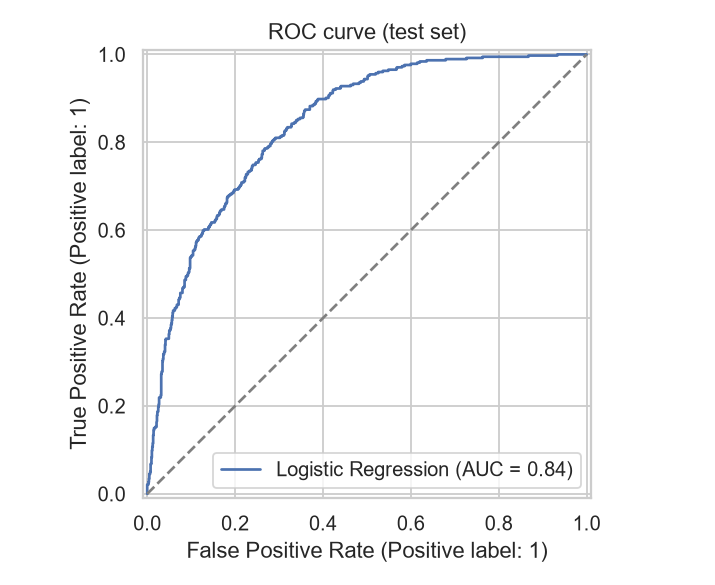 ROC curve (test set)
True Positive Rate (Positive label: 1)
1.0
0.8
0.6
0.4
0.2
0.0
Logistic Regression (AUC = 0.84)
0.0 0.2 0.4 0.6 0.8 1.0
False Positive Rate (Positive label: 1)